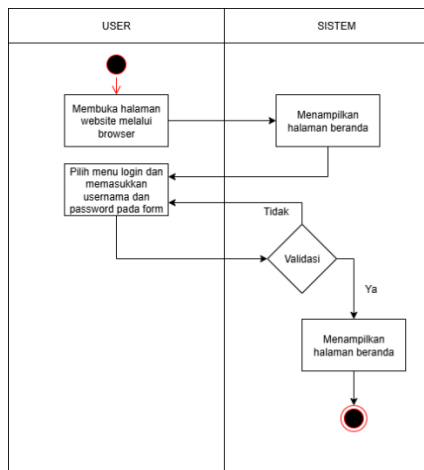 USER
SISTEM
Membuka halaman
website melalui
browser
Menampilkan
halaman beranda
Pilih menu login dan
memasukkan
usernama dan
password pada form
Tidak
Validasi
Ya
Menampilkan
halaman beranda